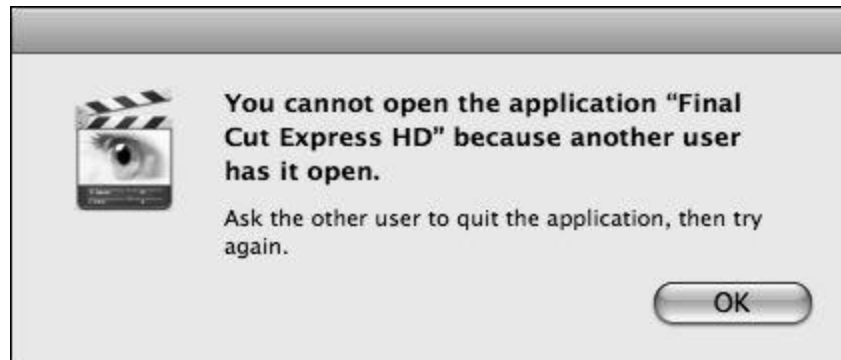 You cannot open the application “Final
Cut Express HD” because another user
has it open.
Ask the other user to quit the application, then try
again.
OK